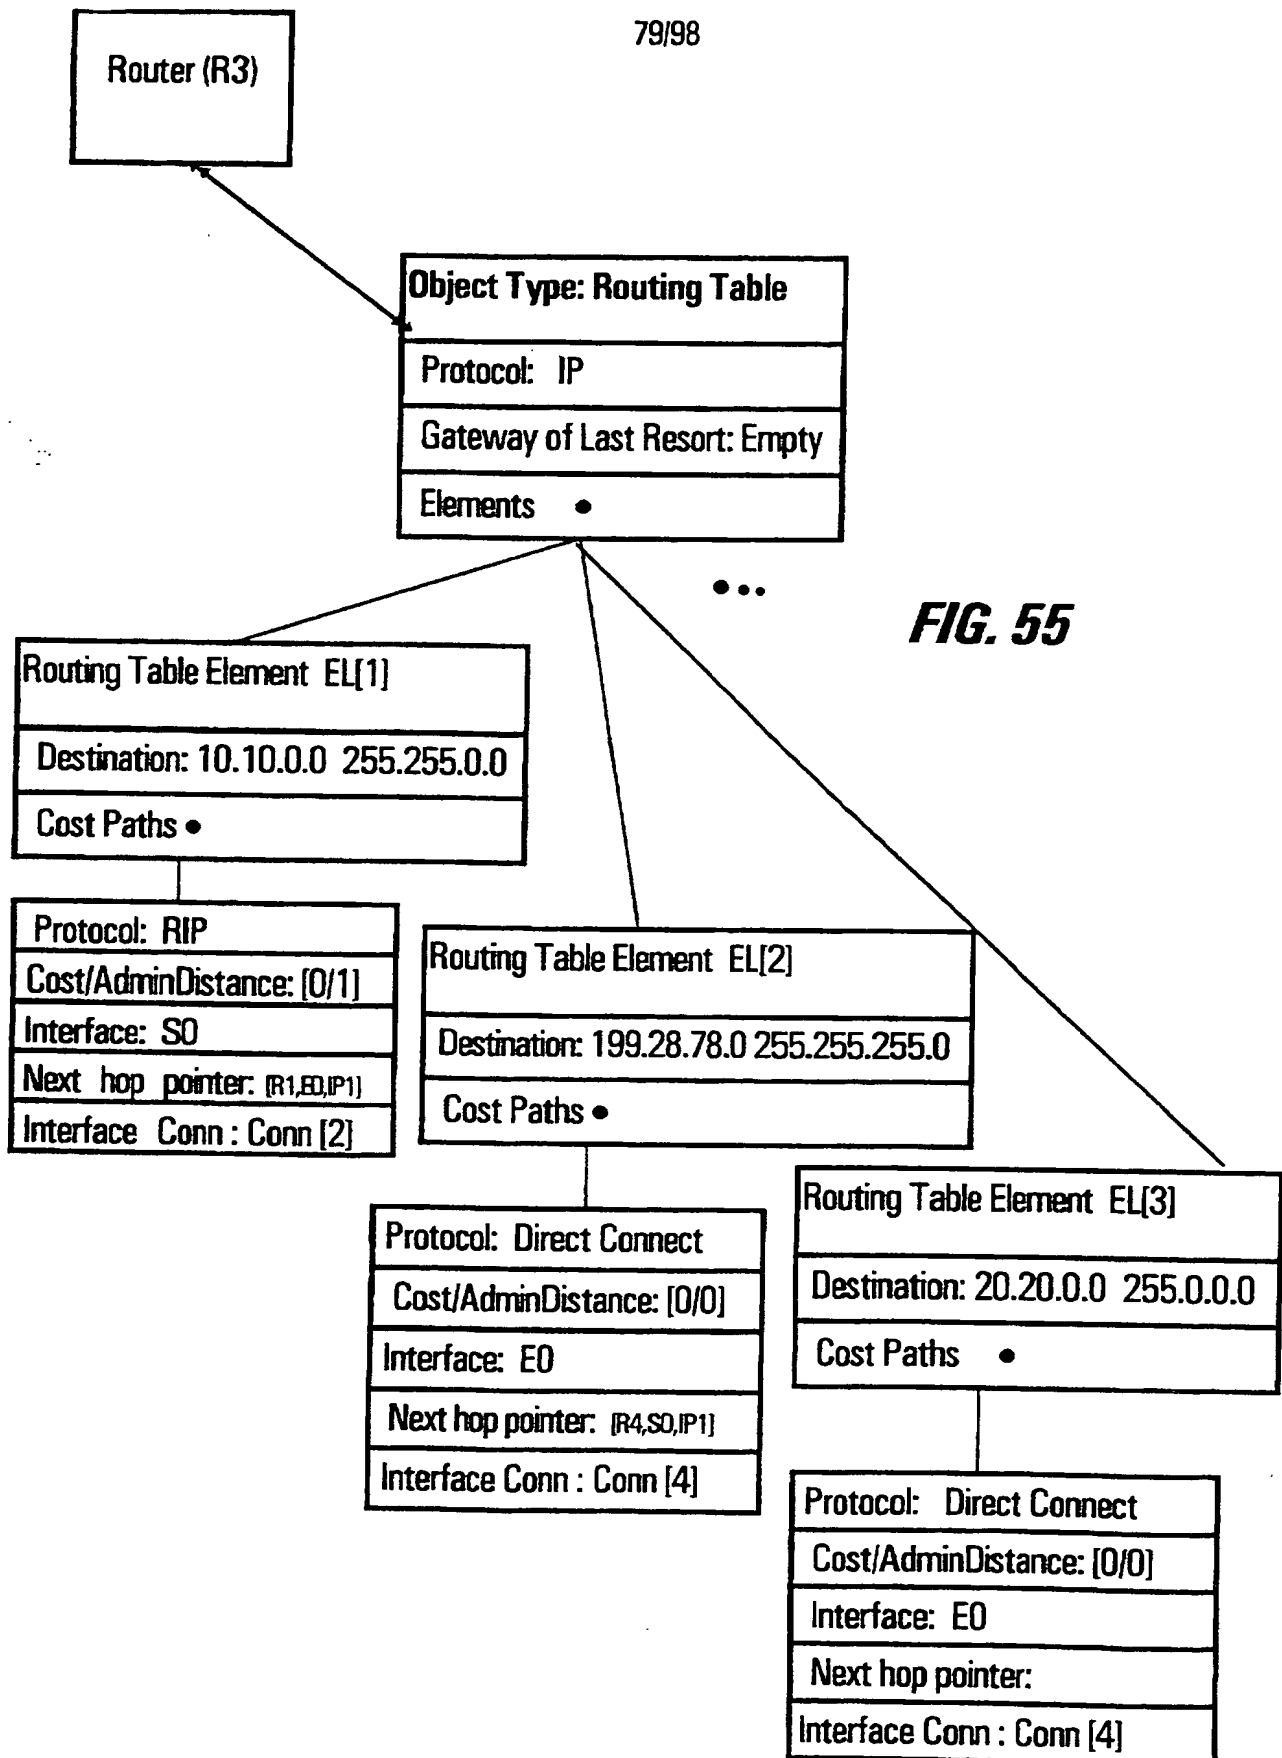 79/98
Router (R3)
Object Type: Routing Table
Protocol: IP
Gateway of Last Resort: Empty
Elements
FIG. 55
Routing Table Element EL[1]
Destination: 10.10.0.0 255.255.0.0
Cost Paths
Protocol: RIP
Cost/AdminDistance: [0/1]
Interface: S0
Next hop pointer: [R1,E0,IP1]
Interface Conn : Conn [2]
Routing Table Element EL[2]
Destination: 199.28.78.0 255.255.255.0
Cost Paths
Protocol: Direct Connect
Cost/AdminDistance: [0/0]
Interface: E0
Next hop pointer: [R4,S0,IP1]
Interface Conn : Conn [4]
Routing Table Element EL[3]
Destination: 20.20.0.0 255.0.0.0
Cost Paths
Protocol: Direct Connect
Cost/AdminDistance: [0/0]
Interface: E0
Next hop pointer:
Interface Conn : Conn [4]